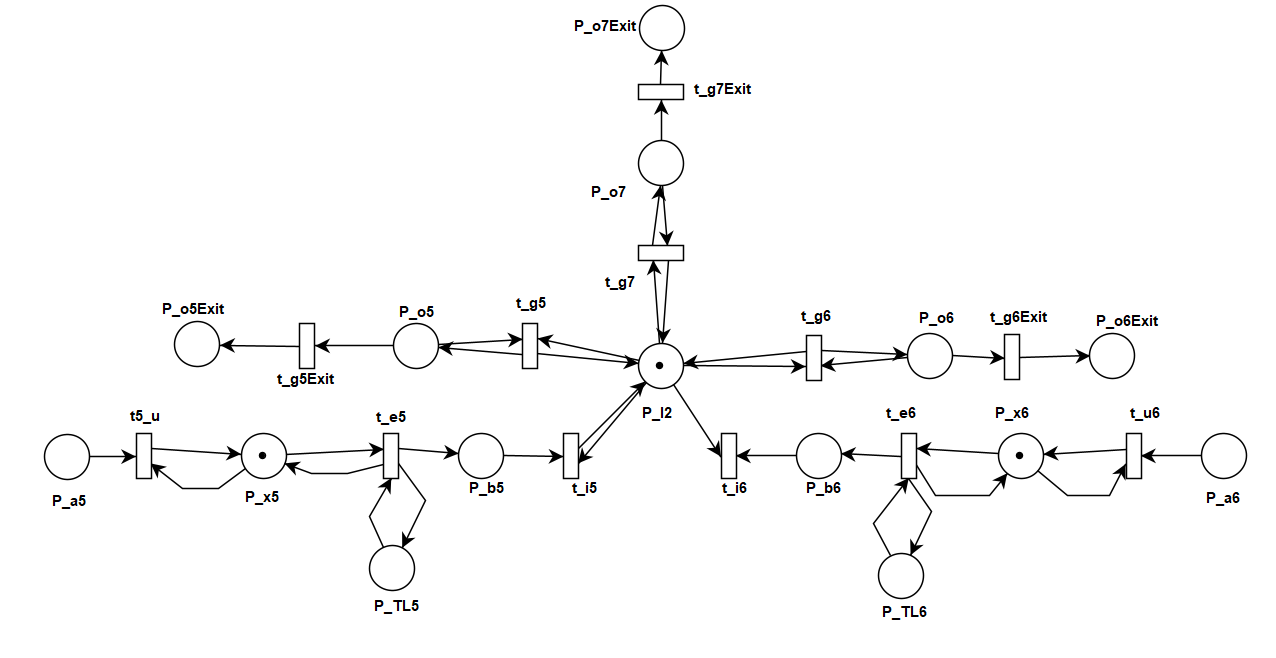 P_o7Exit
t_g7Exit
P_o7
t_g7
P_o5Exit
P_o5
t_g5
t_g6
P_o6
t_g6Exit
P_o6Exit
t_g5Exit
P_I2
t5_u
t_e5
t_e6
P_x6
t_u6
P_a5
P_x5
P_b5
t_i5
t_i6
P_b6
P_a6
P_TL5
P_TL6